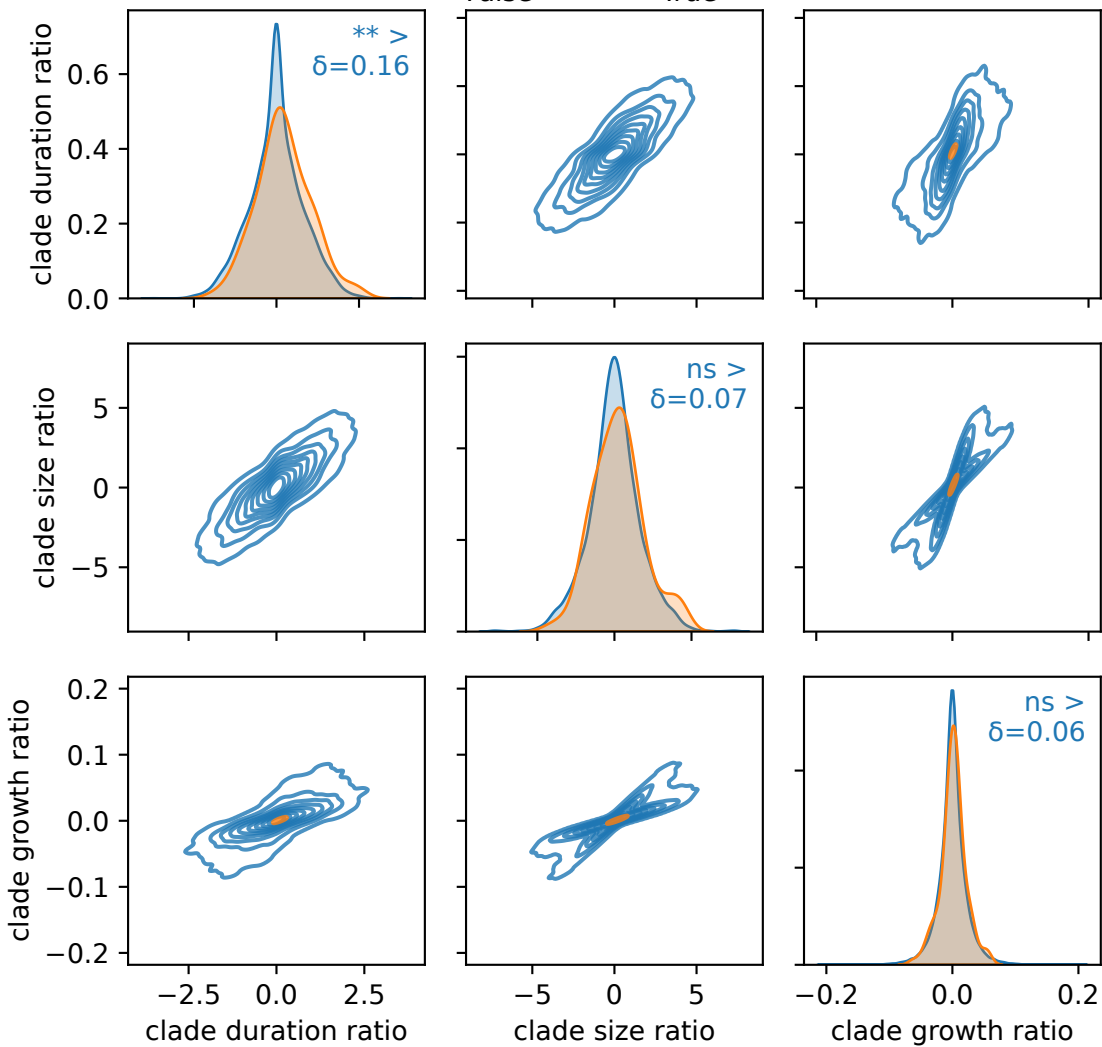 clade duration ratio
0.6
0.4
0.2
0.0
** >
δ=0.16
clade size ratio
5
0
−5
ns >
δ=0.07
clade growth ratio
0.2
0.1
0.0
−0.1
−0.2
ns >
δ=0.06
−2.5 0.0 2.5
−5 0 5
−0.2 0.0 0.2
clade duration ratio
clade size ratio
clade growth ratio